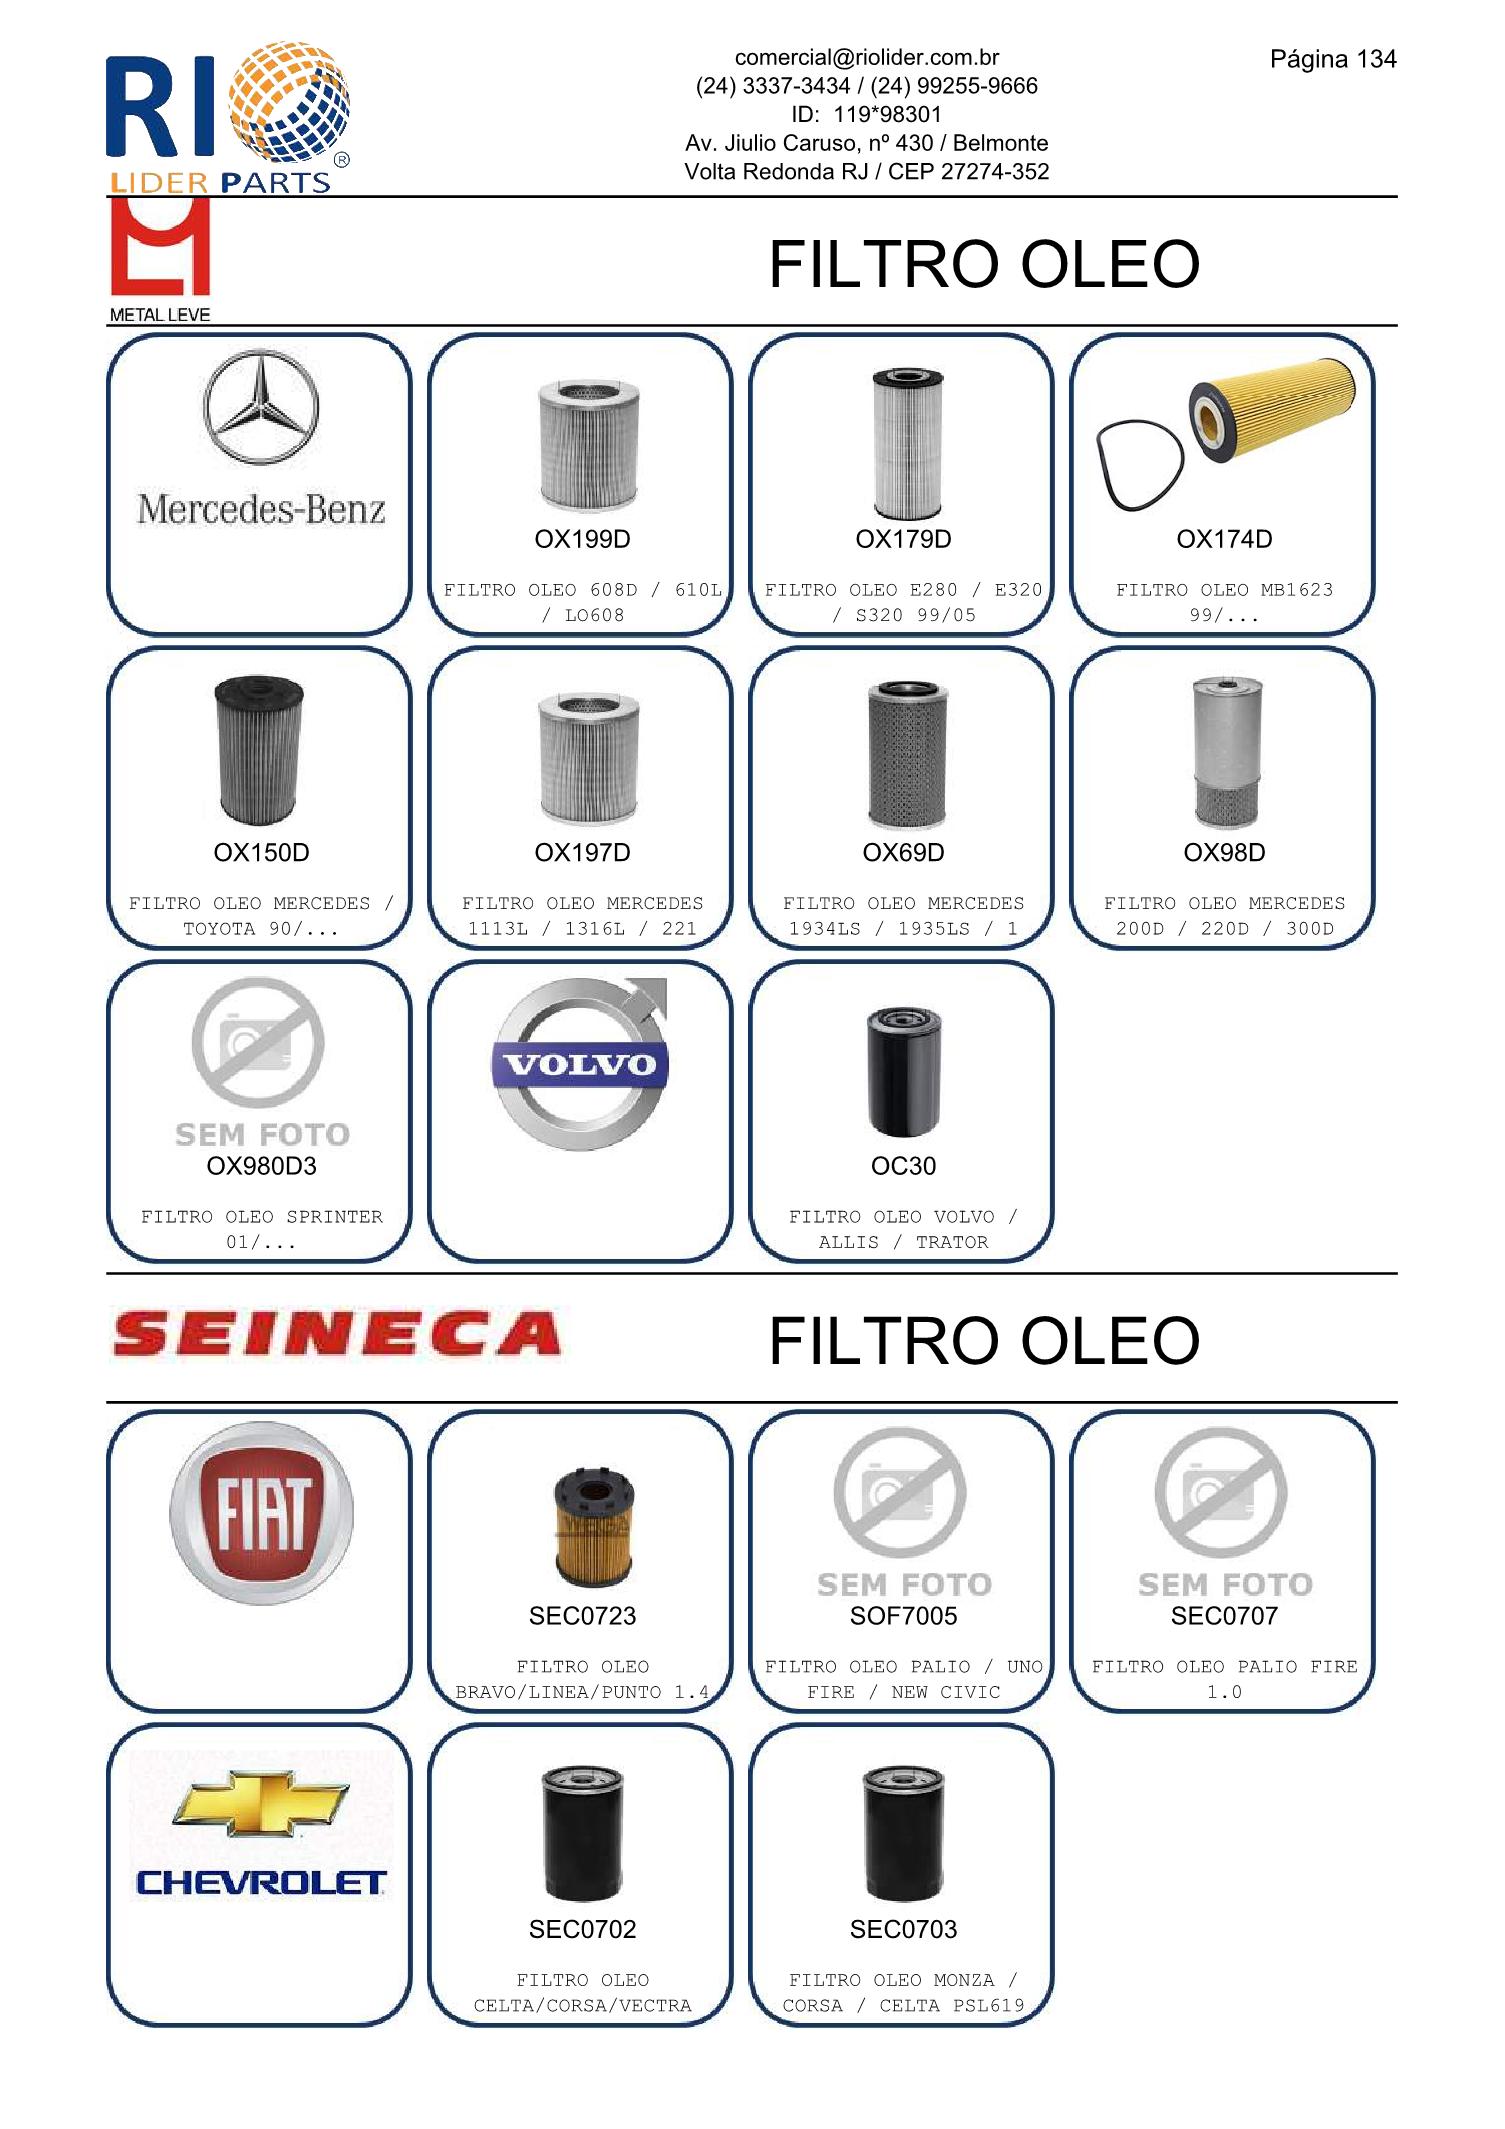 RIO
LIDER PARTS
®
comercial@riolider.com.br
(24) 3337-3434 / (24) 99255-9666
ID: 119*98301
Av. Jiulio Caruso, nº 430 / Belmonte
Volta Redonda RJ / CEP 27274-352
Página 134
METAL LEVE
FILTRO OLEO
Mercedes-Benz
OX199D
FILTRO OLEO 608D / 610L
/ LO608
OX179D
FILTRO OLEO E280 / E320
/ S320 99/05
OX174D
FILTRO OLEO MB1623
99/...
OX150D
FILTRO OLEO MERCEDES /
TOYOTA 90/...
OX197D
FILTRO OLEO MERCEDES
1113L / 1316L / 221
OX69D
FILTRO OLEO MERCEDES
1934LS / 1935LS / 1
OX98D
FILTRO OLEO MERCEDES
200D / 220D / 300D
SEM FOTO
OX980D3
FILTRO OLEO SPRINTER
01/...
VOLVO
OC30
FILTRO OLEO VOLVO /
ALLIS / TRATOR
SEINECA
FILTRO OLEO
FIAT
SEC0723
FILTRO OLEO
BRAVO/LINEA/PUNTO 1.4
SEM FOTO
SOF7005
FILTRO OLEO PALIO / UNO
FIRE / NEW CIVIC
SEM FOTO
SEC0707
FILTRO OLEO PALIO FIRE
1.0
CHEVROLET
SEC0702
FILTRO OLEO
CELTA/CORSA/VECTRA
SEC0703
FILTRO OLEO MONZA /
CORSA / CELTA PSL619